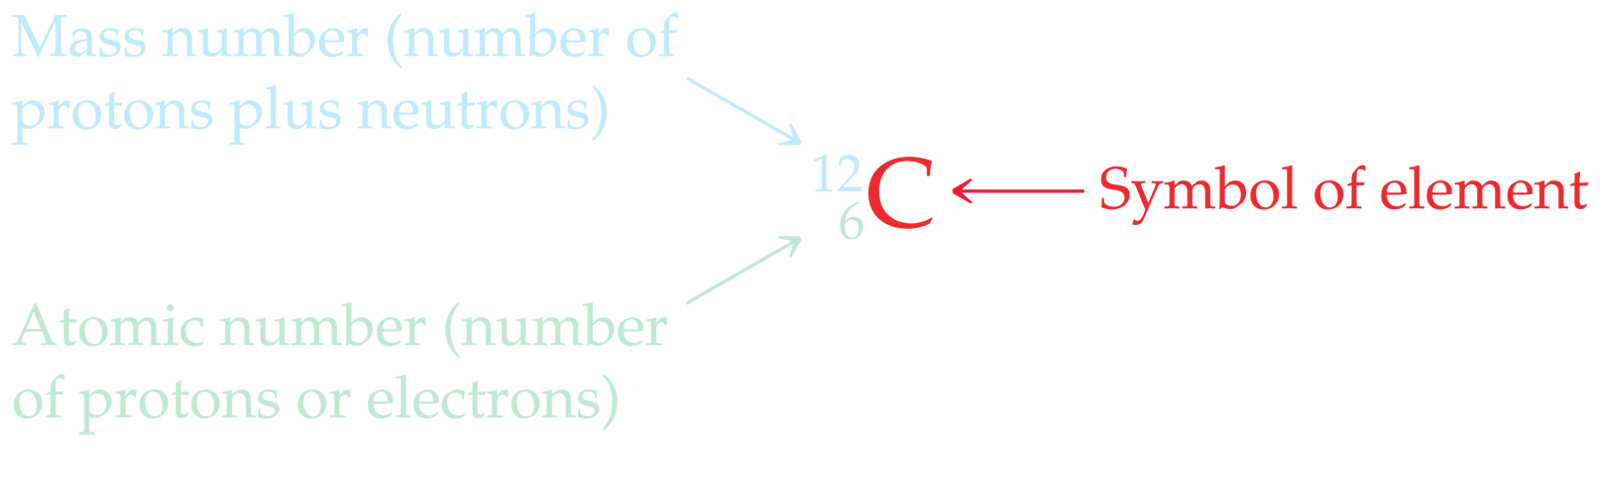 Mass number (number of
protons plus neutrons)
12
6
C
Symbol of element
Atomic number (number
of protons or electrons)